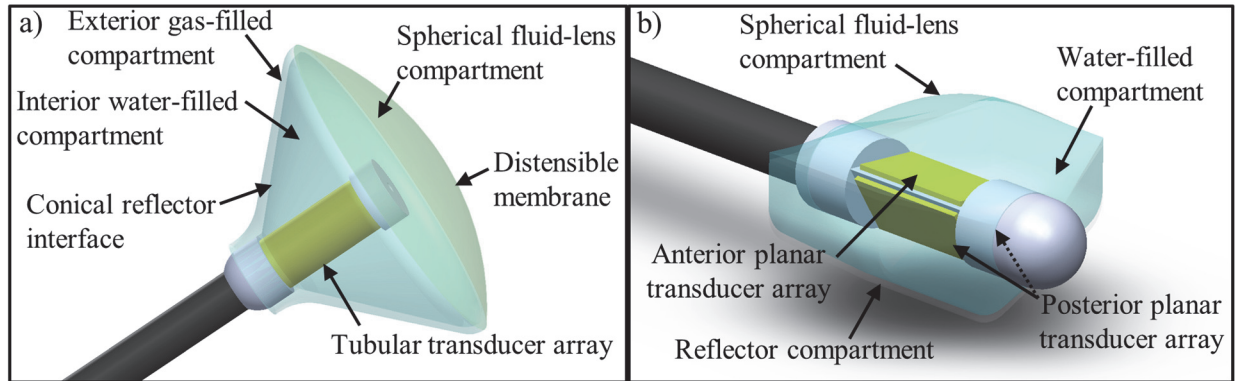 a)
Exterior gas-filled
compartment
Spherical fluid-lens
compartment
Interior water-filled
compartment
Distensible
membrane
Conical reflector
interface
Tubular transducer array
b)
Spherical fluid-lens
compartment
Water-filled
compartment
Anterior planar
transducer array
Posterior planar
transducer array
Reflector compartment